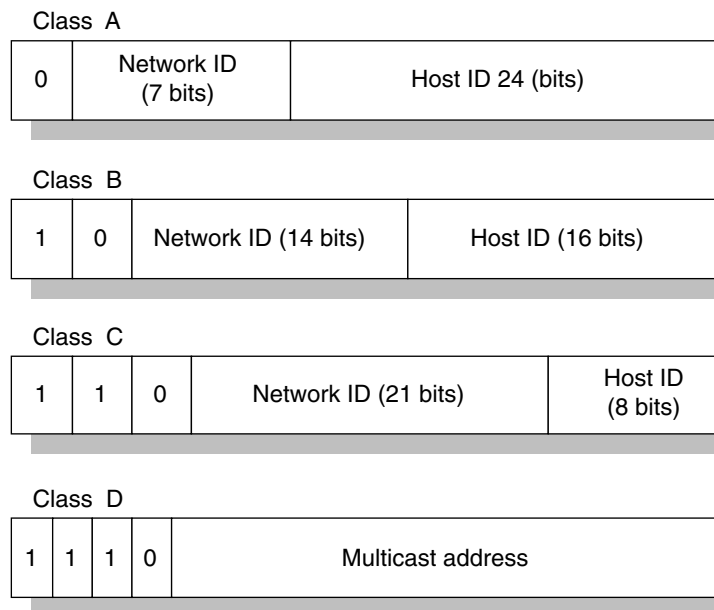 Class A
0 Network ID (7 bits) Host ID 24 (bits)
Class B
1 0 Network ID (14 bits) Host ID (16 bits)
Class C
1 1 0 Network ID (21 bits) Host ID (8 bits)
Class D
1 1 1 0 Multicast address